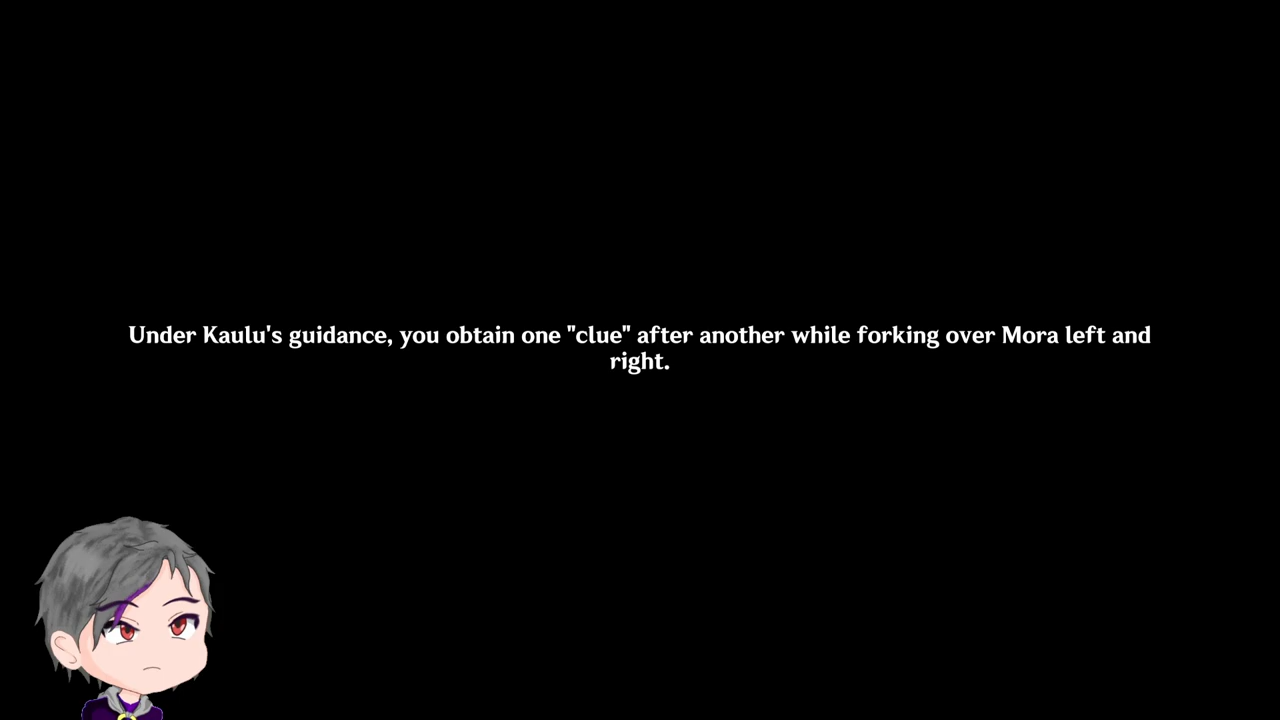 Under Kaulu's guidance, you obtain one "clue" after another while forking over Mora left and
right.